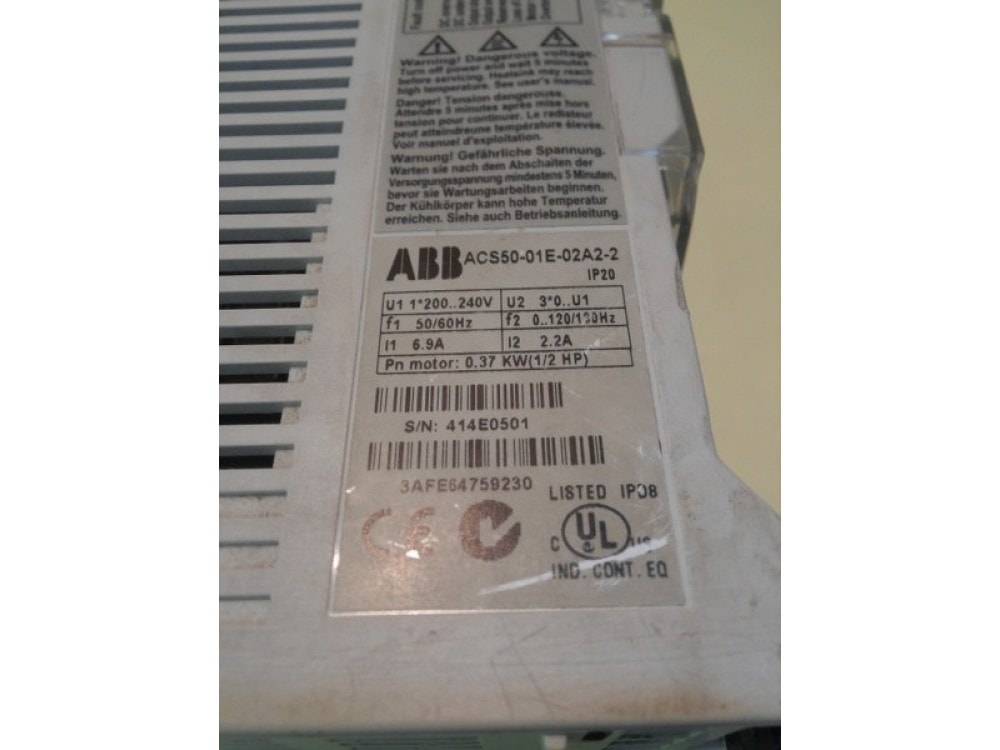 Warning! Dangerous voltage.
Turn off power and wait 5 minutes
before servicing. Heatsink may reach
high temperature. See user's manual.
Danger! Tension dangerouse.
Attendre 5 minutes après mise hors
tension pour continuer. Le radiateur
peut atteindreune température élevée.
Voir manuel d'exploitation.
Warnung! Gefährliche Spannung.
Warten sie nach dem Abschaiten der
Versorgungsspannung mindestens 5 Minuten,
bevor sie Wartungsarbeiten beginnen.
Der Kühlkörper kann hohe Temperatur
erreichen. Siehe auch Betriebsanleitung.
ABB ACS50-01E-02A2-2
IP20
U1 1*200..240V U2 3*0..U1
f1 50/60Hz f2 0..120/130Hz
I1 6.9A I2 2.2A
Pn motor: 0.37 KW(1/2 HP)
S/N: 414E0501
3AFE64759230
LISTED
CE
C UL US
IND. CONT. EQ